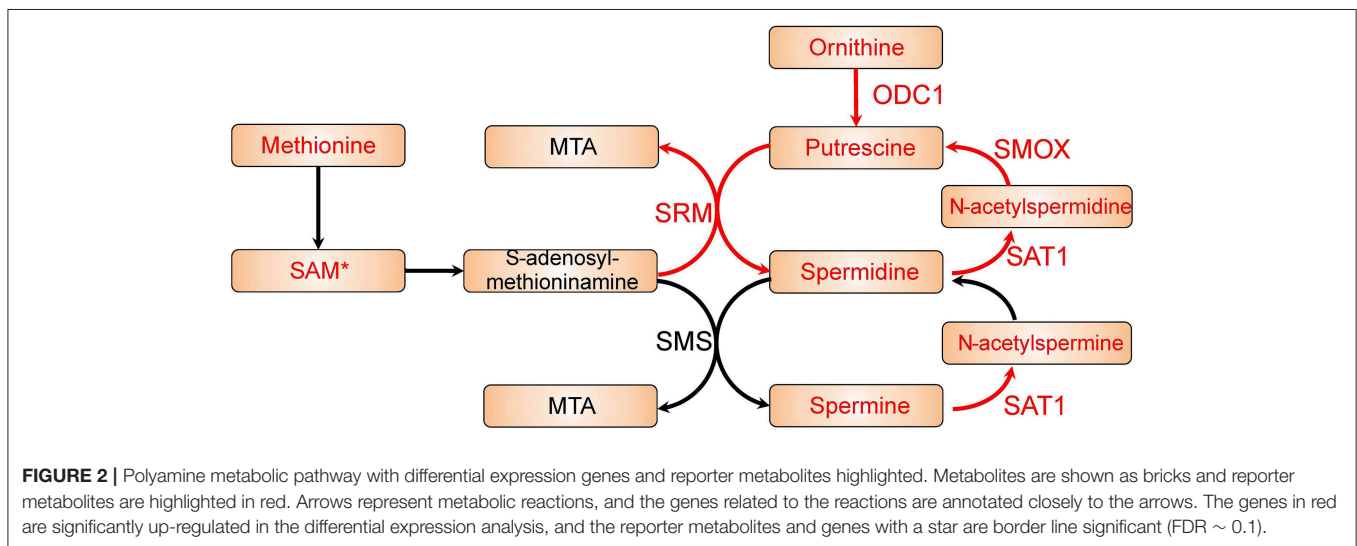 Ornithine
ODC1
Methionine
MTA
Putrescine
SMOX
N-acetylspermidine
SRM
SAM*
S-adenosyl-
methioninamine
Spermidine
SAT1
SMS
N-acetylspermine
MTA
Spermine
SAT1
FIGURE 2 | Polyamine metabolic pathway with differential expression genes and reporter metabolites highlighted. Metabolites are shown as bricks and reporter
metabolites are highlighted in red. Arrows represent metabolic reactions, and the genes related to the reactions are annotated closely to the arrows. The genes in red
are significantly up-regulated in the differential expression analysis, and the reporter metabolites and genes with a star are border line significant (FDR ∼ 0.1).